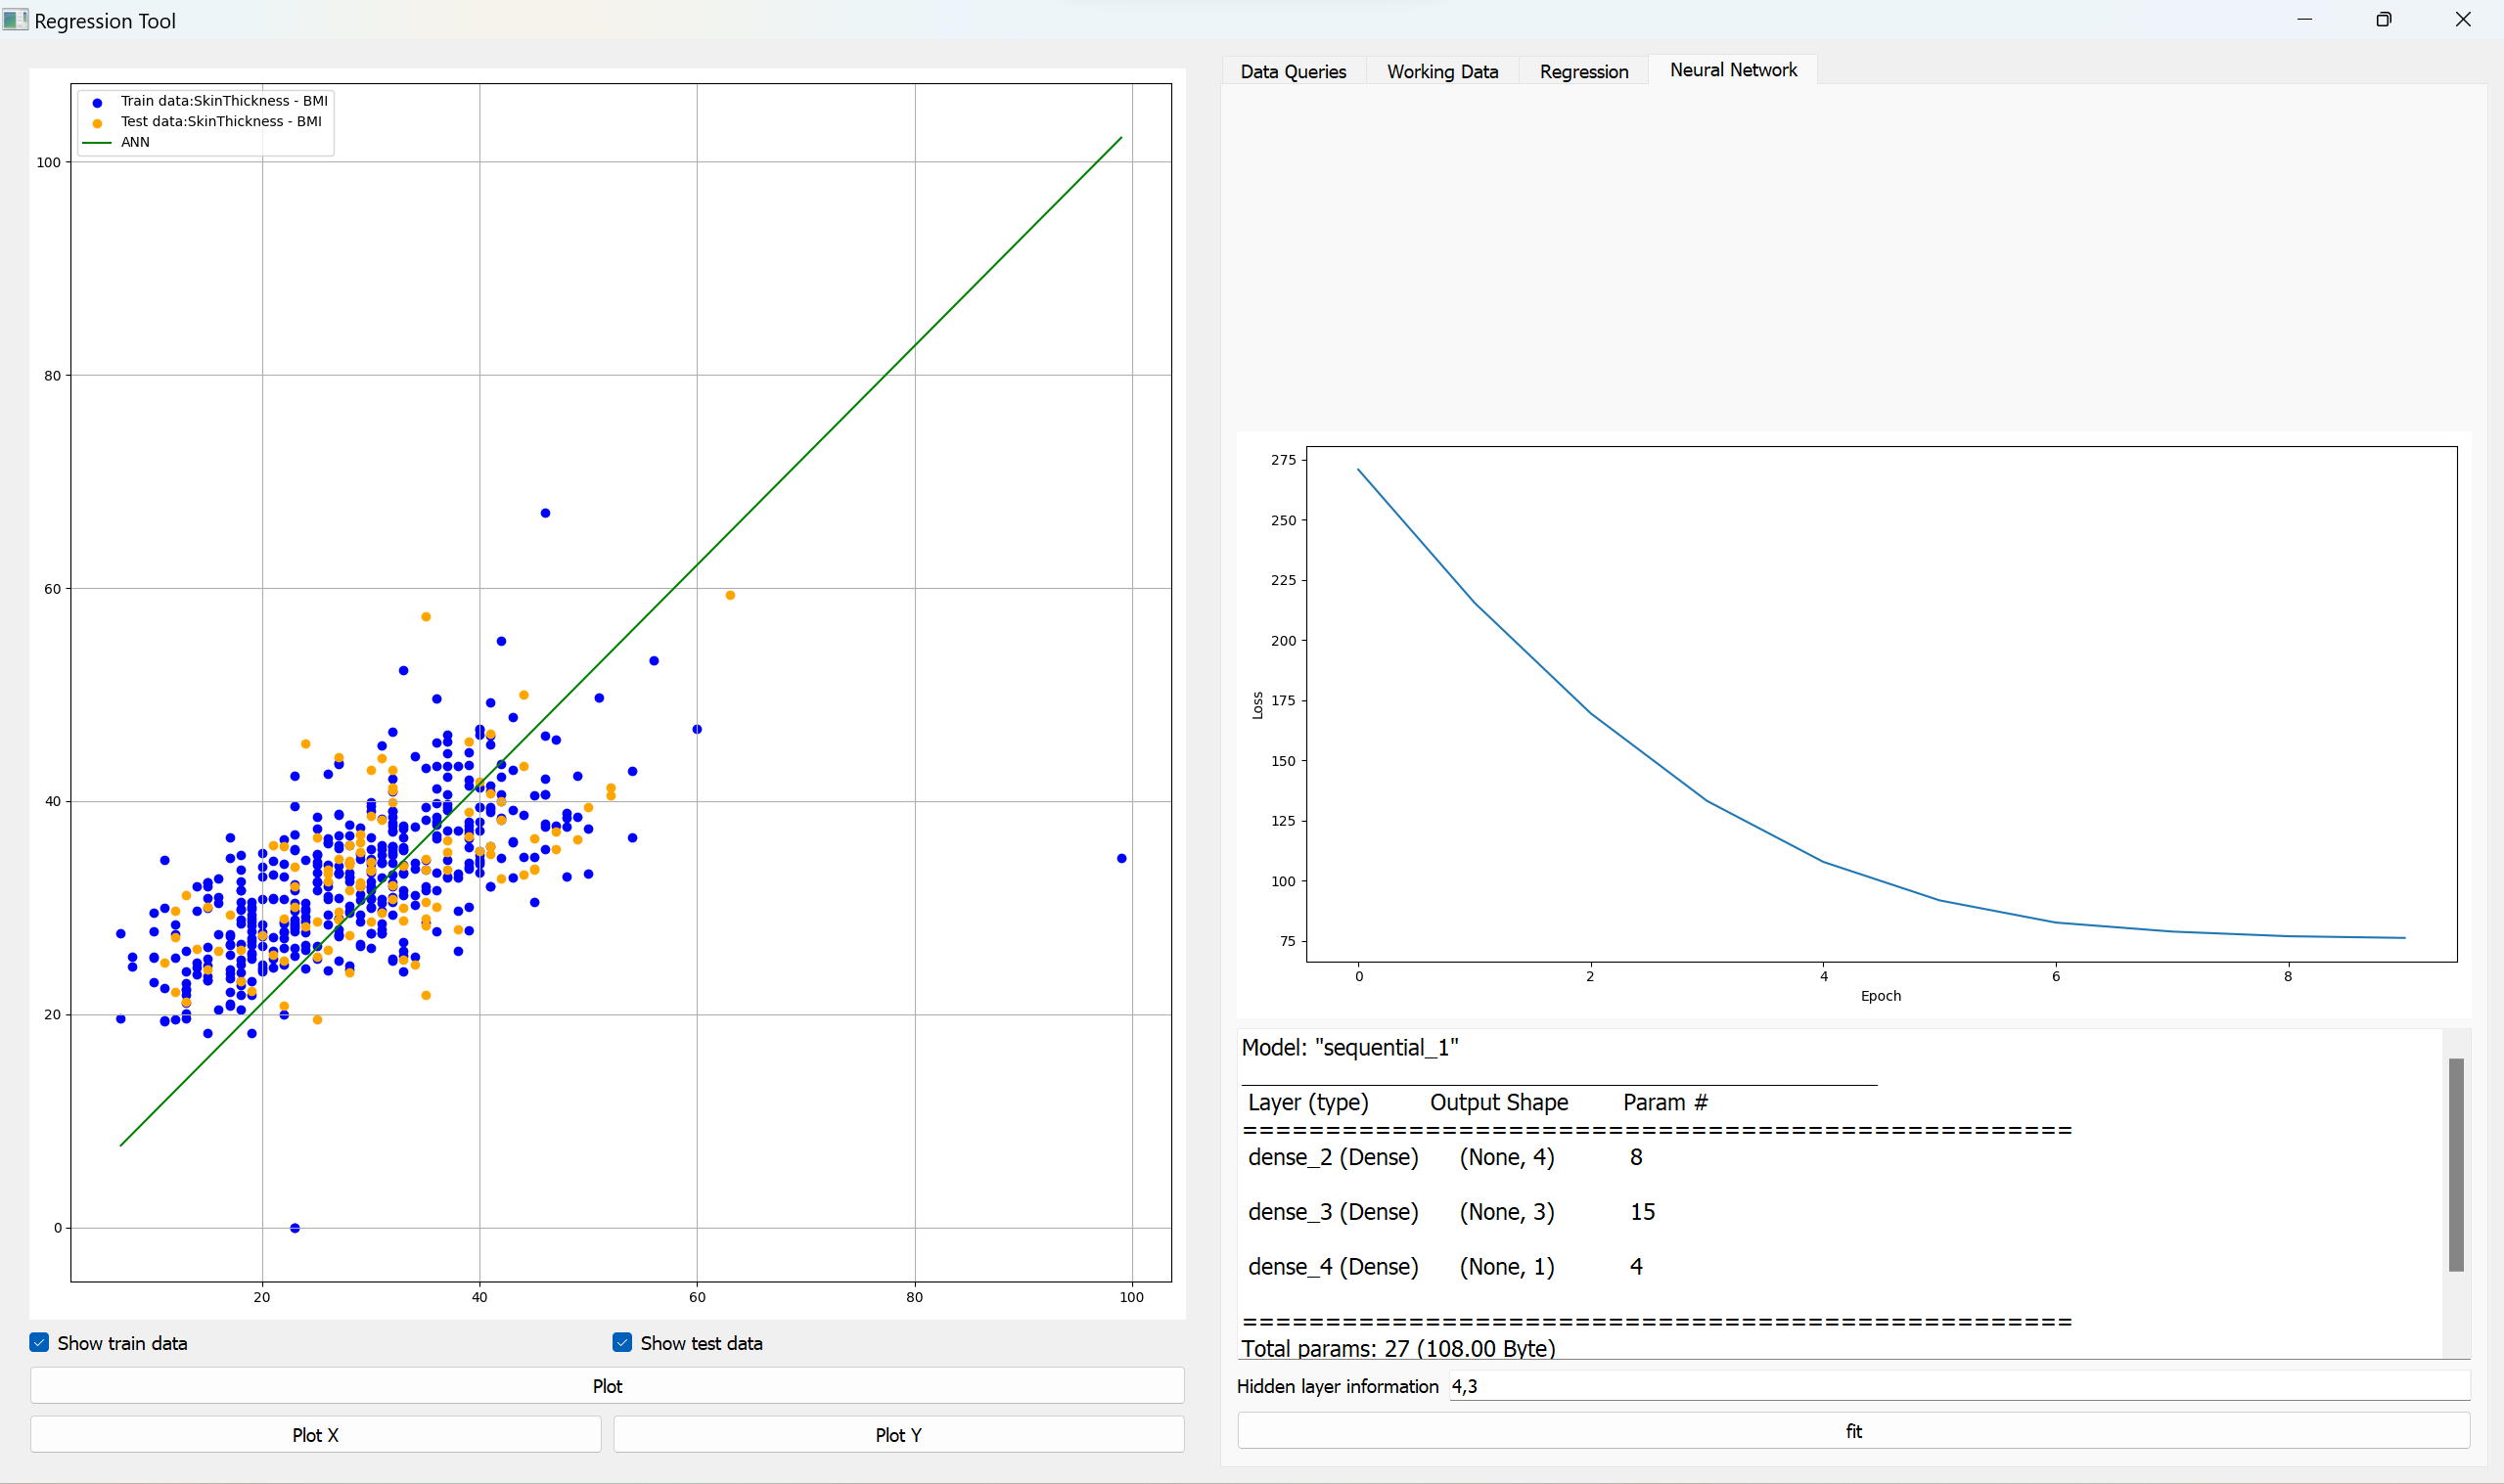 Regression Tool
Train data:SkinThickness - BMI
Test data:SkinThickness - BMI
ANN
100
80
60
40
20
0
20 40 60 80 100
Show train data Show test data
Plot
Plot X Plot Y
Data Queries Working Data Regression Neural Network
275
250
225
200
175
150
125
100
75
Loss
0 2 4 6 8
Epoch
Model: "sequential_1"
_________________________________________________________________
Layer (type) Output Shape Param #
=================================================
dense_2 (Dense) (None, 4) 8
dense_3 (Dense) (None, 3) 15
dense_4 (Dense) (None, 1) 4
=================================================
Total params: 27 (108.00 Byte)
Hidden layer information 4,3
fit